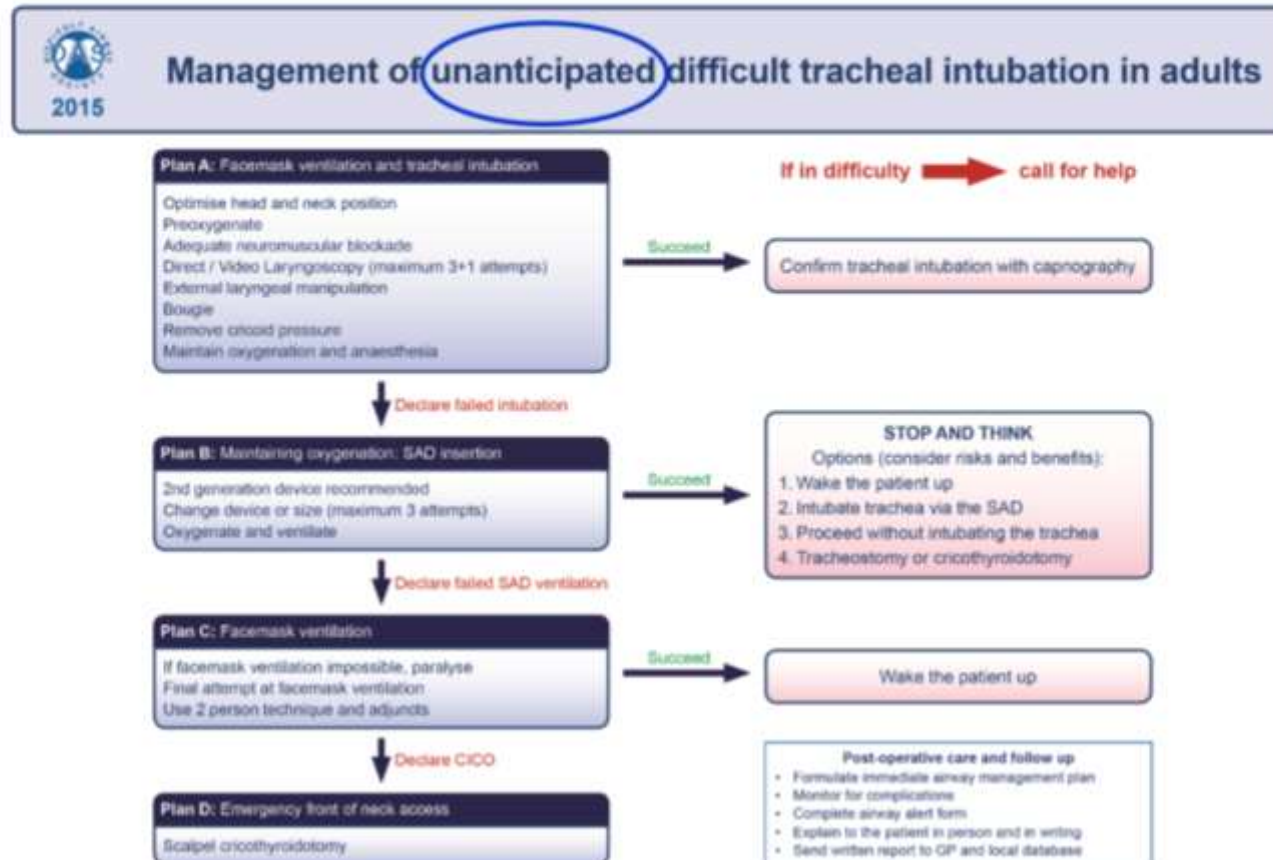 2015
Management of unanticipated difficult tracheal intubation in adults
Plan A: Facemask ventilation and tracheal intubation
Optimise head and neck position
Preoxygenate
Adequate neuromuscular blockade
Direct / Video Laryngoscopy (maximum 3+1 attempts)
External laryngeal manipulation
Bougie
Remove cricoid pressure
Maintain oxygenation and anaesthesia
If in difficulty call for help
Succeed
Confirm tracheal intubation with capnography
Declare failed intubation
Plan B: Maintaining oxygenation: SAD insertion
2nd generation device recommended
Change device or size (maximum 3 attempts)
Oxygenate and ventilate
Succeed
STOP AND THINK
Options (consider risks and benefits):
1. Wake the patient up
2. Intubate trachea via the SAD
3. Proceed without intubating the trachea
4. Tracheostomy or cricothyroidotomy
Declare failed SAD ventilation
Plan C: Facemask ventilation
If facemask ventilation impossible, paralyse
Final attempt at facemask ventilation
Use 2 person technique and adjuncts
Succeed
Wake the patient up
Declare CICO
Plan D: Emergency front of neck access
Scalpel cricothyroidotomy
Post-operative care and follow up
• Formulate immediate airway management plan
• Monitor for complications
• Complete airway alert form
• Explain to the patient in person and in writing
• Send written report to GP and local database